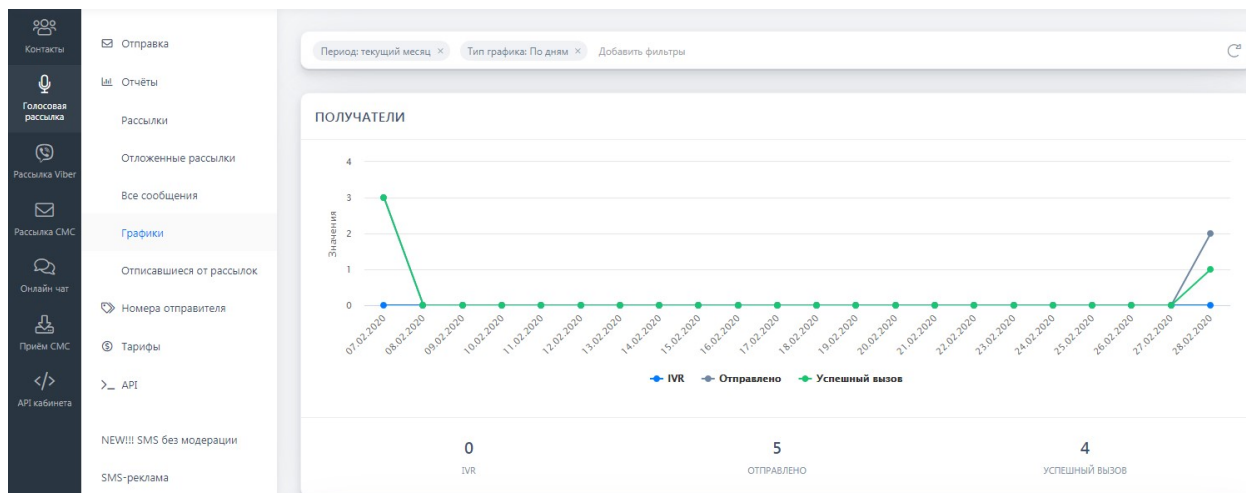 Контакты
Голосовая
рассылка
Рассылка Viber
Рассылка СМС
Онлайн чат
Приём СМС
API кабинета
Отправка
Отчёты
Рассылки
Отложенные рассылки
Все сообщения
Графики
Отписавшиеся от рассылок
Номера отправителя
Тарифы
API
NEW!!! SMS без модерации
SMS-реклама
Период: текущий месяц × Тип графика: По дням × Добавить фильтры
ПОЛУЧАТЕЛИ
Значения
4
3
2
1
0
07.02.2020 08.02.2020 09.02.2020 10.02.2020 11.02.2020 12.02.2020 13.02.2020 14.02.2020 15.02.2020 16.02.2020 17.02.2020 18.02.2020 19.02.2020 20.02.2020 21.02.2020 22.02.2020 23.02.2020 24.02.2020 25.02.2020 26.02.2020 27.02.2020 28.02.2020
IVR Отправлено Успешный вызов
0 5 4
IVR ОТПРАВЛЕНО УСПЕШНЫЙ ВЫЗОВ